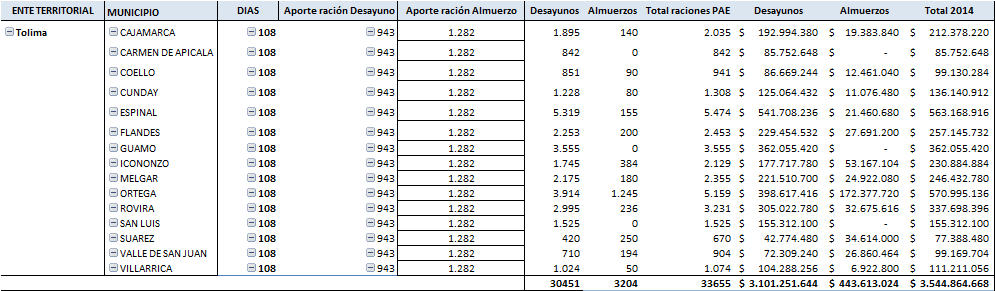 ENTE TERRITORIAL MUNICIPIO DIAS Aporte ración Desayuno Aporte ración Almuerzo Desayunos Almuerzos Total raciones PAE Desayunos Almuerzos Total 2014
Tolima CAJAMARCA 108 943 1.282 1.895 140 2.035 $ 192.994.380 $ 19.383.840 $ 212.378.220
CARMEN DE APICALA 108 943 1.282 842 0 842 $ 85.752.648 $ - $ 85.752.648
COELLO 108 943 1.282 851 90 941 $ 86.669.244 $ 12.461.040 $ 99.130.284
CUNDAY 108 943 1.282 1.228 80 1.308 $ 125.064.432 $ 11.076.480 $ 136.140.912
ESPINAL 108 943 1.282 5.319 155 5.474 $ 541.708.236 $ 21.460.680 $ 563.168.916
FLANDES 108 943 1.282 2.253 200 2.453 $ 229.454.532 $ 27.691.200 $ 257.145.732
GUAMO 108 943 1.282 3.555 0 3.555 $ 362.055.420 $ - $ 362.055.420
ICONONZO 108 943 1.282 1.745 384 2.129 $ 177.717.780 $ 53.167.104 $ 230.884.884
MELGAR 108 943 1.282 2.175 180 2.355 $ 221.510.700 $ 24.922.080 $ 246.432.780
ORTEGA 108 943 1.282 3.914 1.245 5.159 $ 398.617.416 $ 172.377.720 $ 570.995.136
ROVIRA 108 943 1.282 2.995 236 3.231 $ 305.022.780 $ 32.675.616 $ 337.698.396
SAN LUIS 108 943 1.282 1.525 0 1.525 $ 155.312.100 $ - $ 155.312.100
SUAREZ 108 943 1.282 420 250 670 $ 42.774.480 $ 34.614.000 $ 77.388.480
VALLE DE SAN JUAN 108 943 1.282 710 194 904 $ 72.309.240 $ 26.860.464 $ 99.169.704
VILLARRICA 108 943 1.282 1.024 50 1.074 $ 104.288.256 $ 6.922.800 $ 111.211.056
30451 3204 33655 $ 3.101.251.644 $ 443.613.024 $ 3.544.864.668